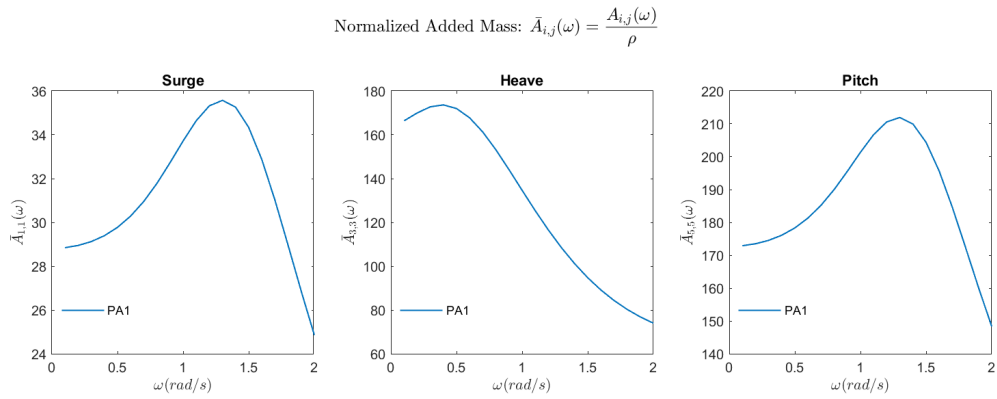 Normalized Added Mass: Ā_{i,j}(ω) = A_{i,j}(ω) / ρ
Surge
36
34
32
30
28
26
24
Ā_{1,1}(ω)
PA1
0 0.5 1 1.5 2
ω(rad/s)
Heave
180
160
140
120
100
80
60
Ā_{3,3}(ω)
PA1
0 0.5 1 1.5 2
ω(rad/s)
Pitch
220
210
200
190
180
170
160
150
140
Ā_{5,5}(ω)
PA1
0 0.5 1 1.5 2
ω(rad/s)